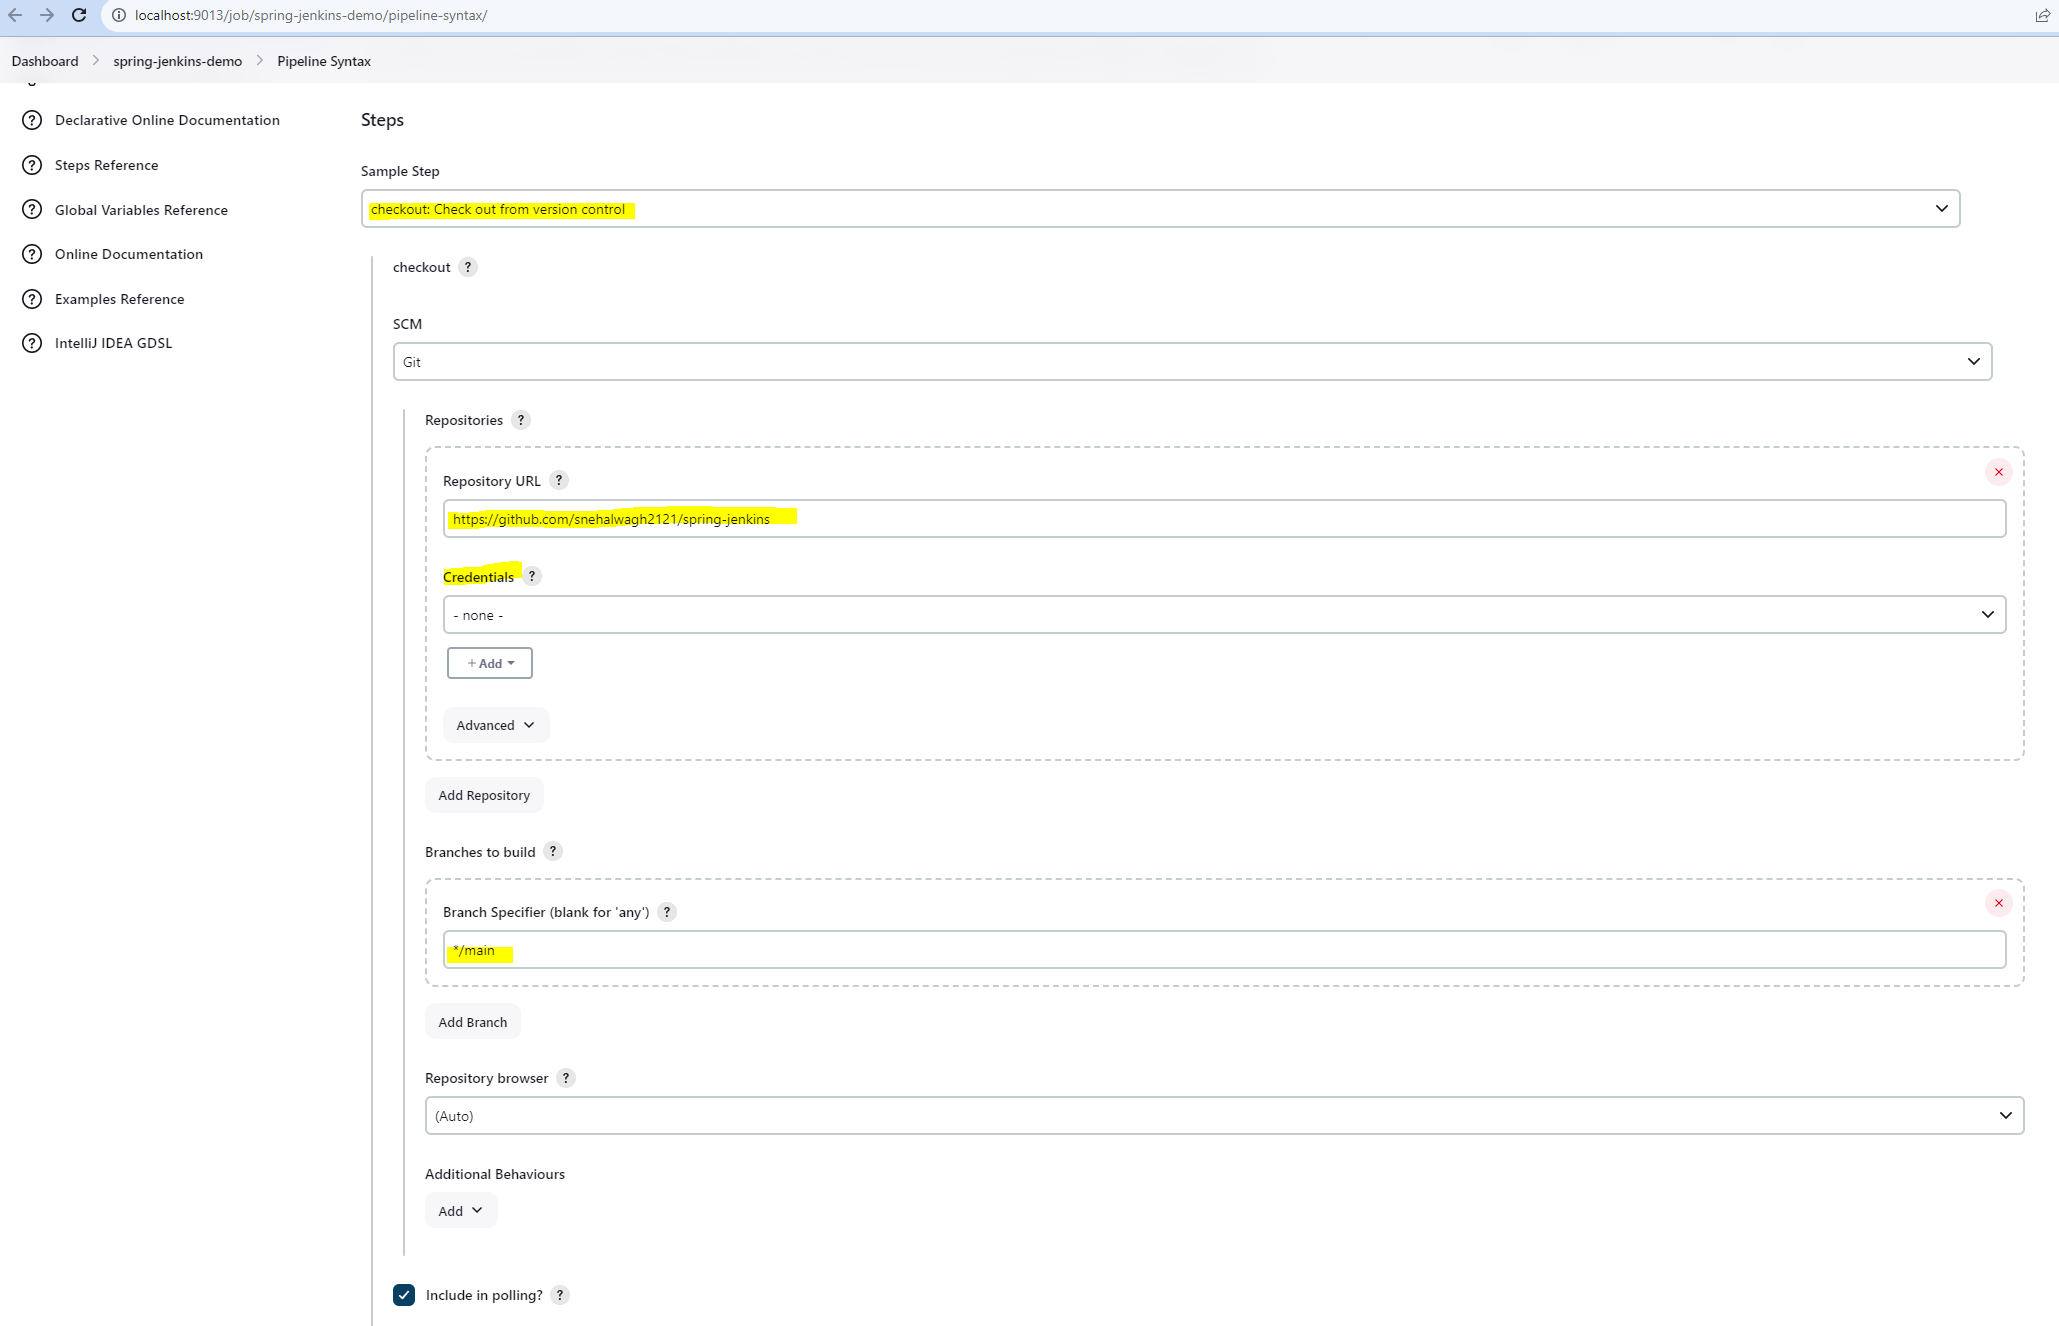 localhost:9013/job/spring-jenkins-demo/pipeline-syntax/
Dashboard > spring-jenkins-demo > Pipeline Syntax
Declarative Online Documentation
Steps Reference
Global Variables Reference
Online Documentation
Examples Reference
IntelliJ IDEA GDSL
Steps
Sample Step
checkout: Check out from version control
checkout ?
SCM
Git
Repositories ?
Repository URL ?
https://github.com/snehalwagh2121/spring-jenkins
Credentials ?
- none -
+ Add
Advanced
Add Repository
Branches to build ?
Branch Specifier (blank for 'any') ?
*/main
Add Branch
Repository browser ?
(Auto)
Additional Behaviours
Add
Include in polling? ?